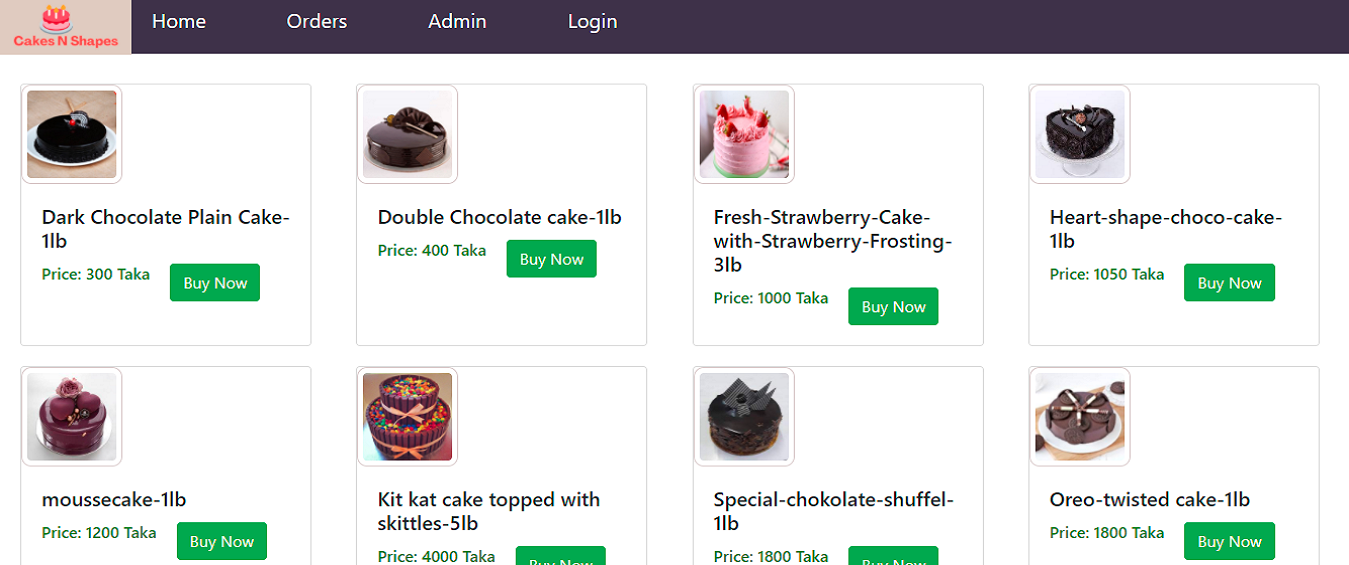 Cakes N Shapes
Home Orders Admin Login
Dark Chocolate Plain Cake-
1lb
Price: 300 Taka Buy Now
Double Chocolate cake-1lb
Price: 400 Taka Buy Now
Fresh-Strawberry-Cake-
with-Strawberry-Frosting-
3lb
Price: 1000 Taka Buy Now
Heart-shape-choco-cake-
1lb
Price: 1050 Taka Buy Now
moussecake-1lb
Price: 1200 Taka Buy Now
Kit kat cake topped with
skittles-5lb
Price: 4000 Taka Buy Now
Special-chokolate-shuffel-
1lb
Price: 1800 Taka Buy Now
Oreo-twisted cake-1lb
Price: 1800 Taka Buy Now